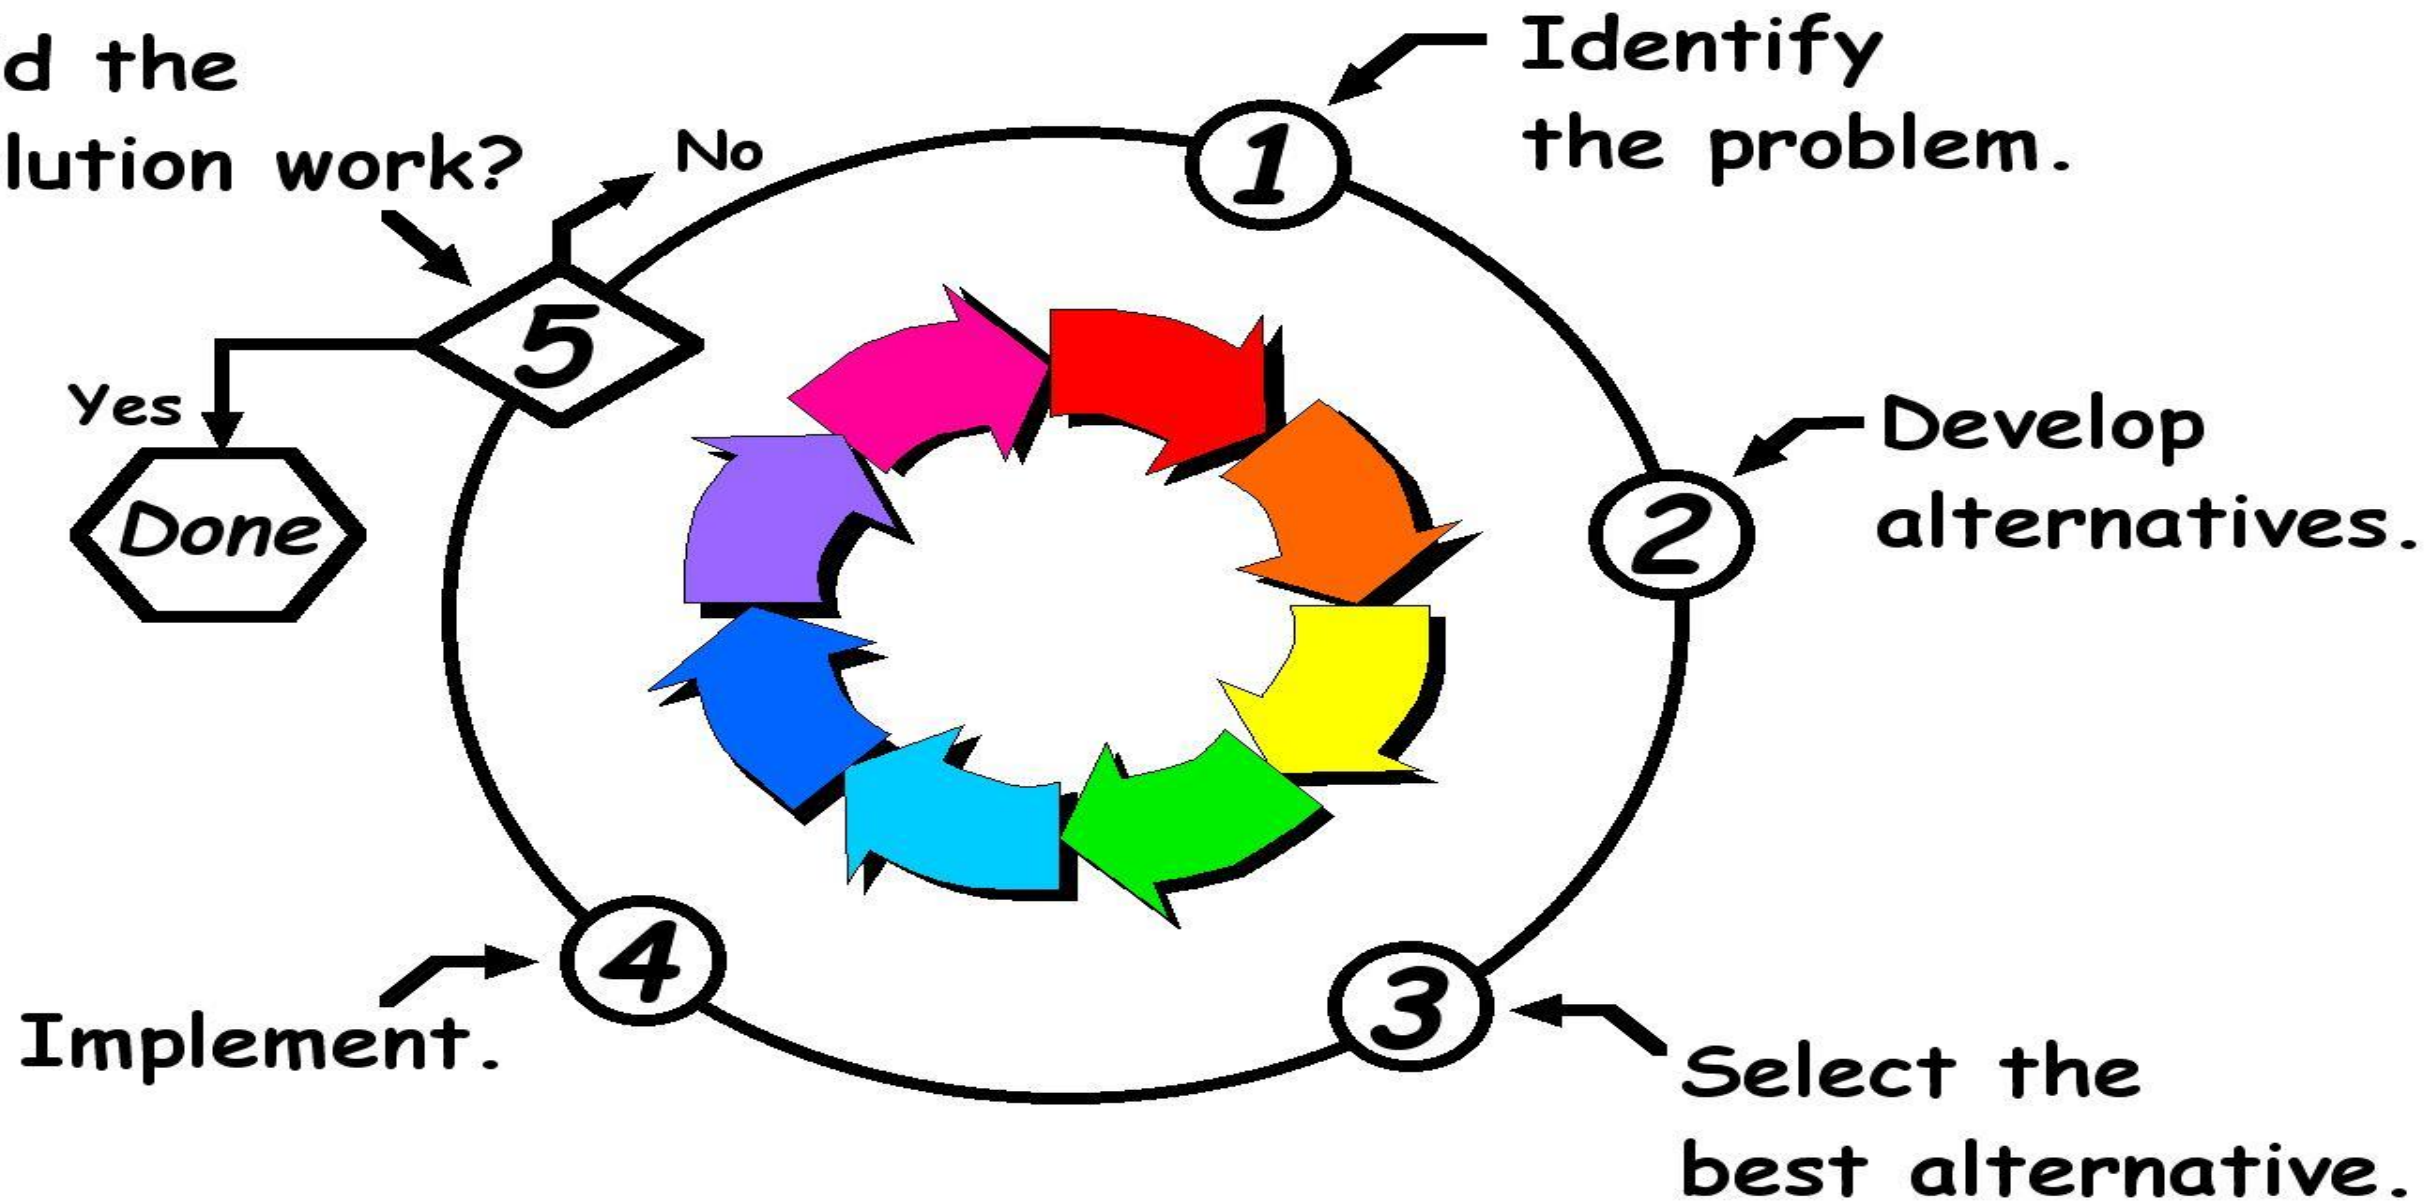 d the
lution work?
No
5
Yes
Done
1
Identify
the problem.
2
Develop
alternatives.
3
Select the
best alternative.
4
Implement.